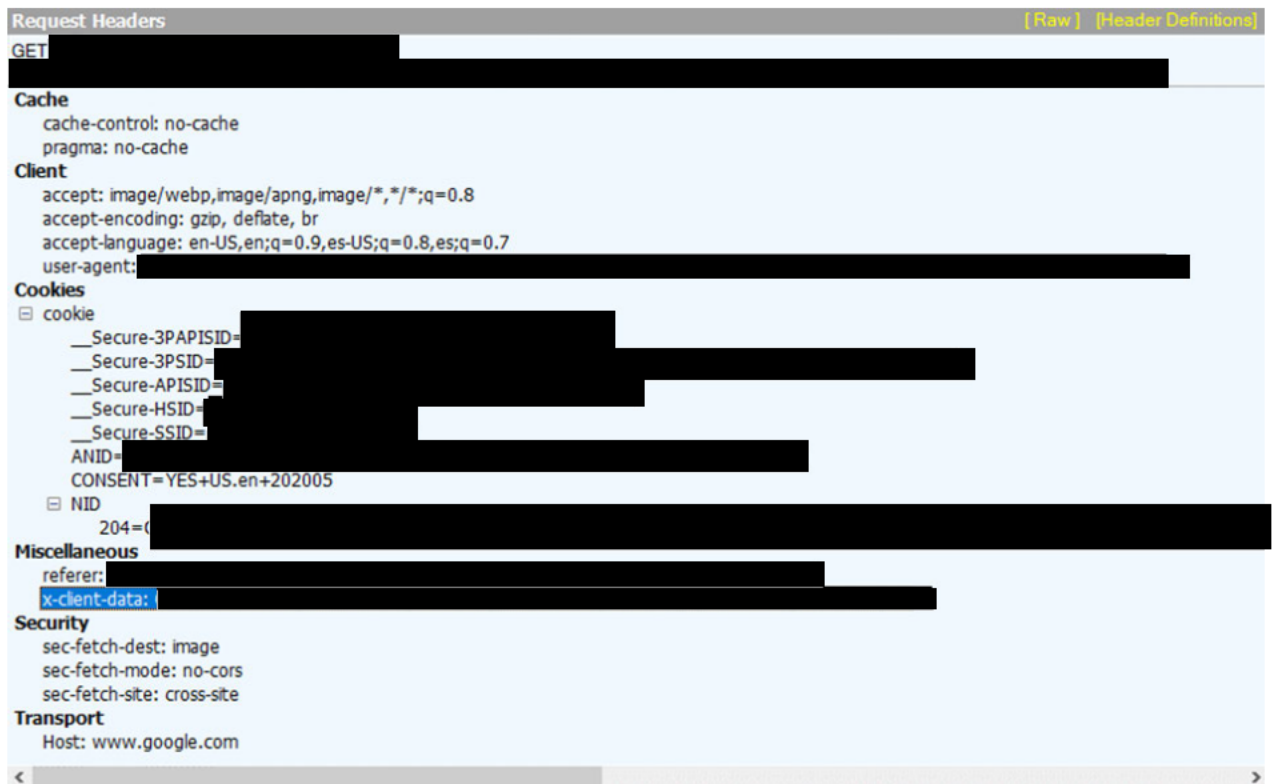 Request Headers [ Raw ] [Header Definitions]
GET
Cache
cache-control: no-cache
pragma: no-cache
Client
accept: image/webp,image/apng,image/*,*/*;q=0.8
accept-encoding: gzip, deflate, br
accept-language: en-US,en;q=0.9,es-US;q=0.8,es;q=0.7
user-agent:
Cookies
cookie
__Secure-3PAPISID=
__Secure-3PSID=
__Secure-APISID=
__Secure-HSID=
__Secure-SSID=
ANID=
CONSENT=YES+US.en+202005
NID
204=
Miscellaneous
referer:
x-client-data:
Security
sec-fetch-dest: image
sec-fetch-mode: no-cors
sec-fetch-site: cross-site
Transport
Host: www.google.com